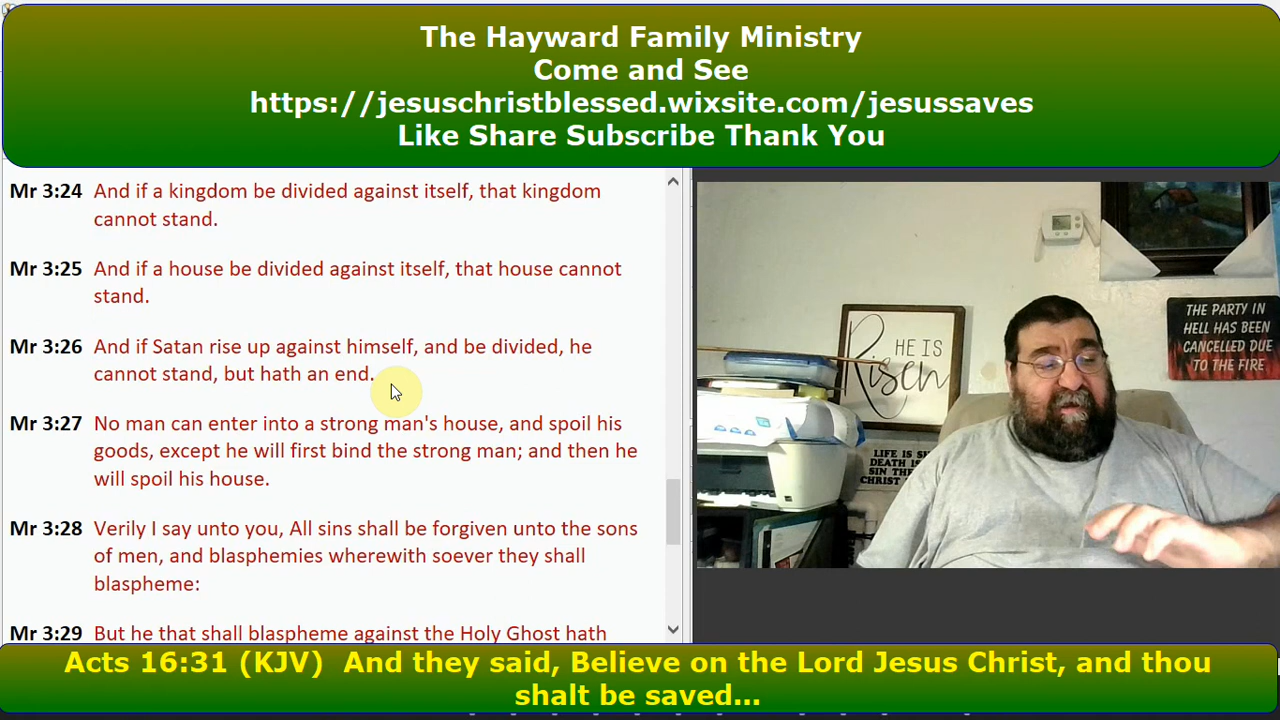 The Hayward Family Ministry
Come and See
https://jesuschristblessed.wixsite.com/jesussaves
Like Share Subscribe Thank You
Mr 3:24 And if a kingdom be divided against itself, that kingdom
cannot stand.
Mr 3:25 And if a house be divided against itself, that house cannot
stand.
Mr 3:26 And if Satan rise up against himself, and be divided, he
cannot stand, but hath an end.
Mr 3:27 No man can enter into a strong man's house, and spoil his
goods, except he will first bind the strong man; and then he
will spoil his house.
Mr 3:28 Verily I say unto you, All sins shall be forgiven unto the sons
of men, and blasphemies wherewith soever they shall
blaspheme:
Mr 3:29 But he that shall blaspheme against the Holy Ghost hath
HE IS
Risen
THE PARTY IN
HELL HAS BEEN
CANCELLED DUE
TO THE FIRE
LIFE IS
DEATH IS
SIN THE
CHRIST
Acts 16:31 (KJV) And they said, Believe on the Lord Jesus Christ, and thou
shalt be saved...